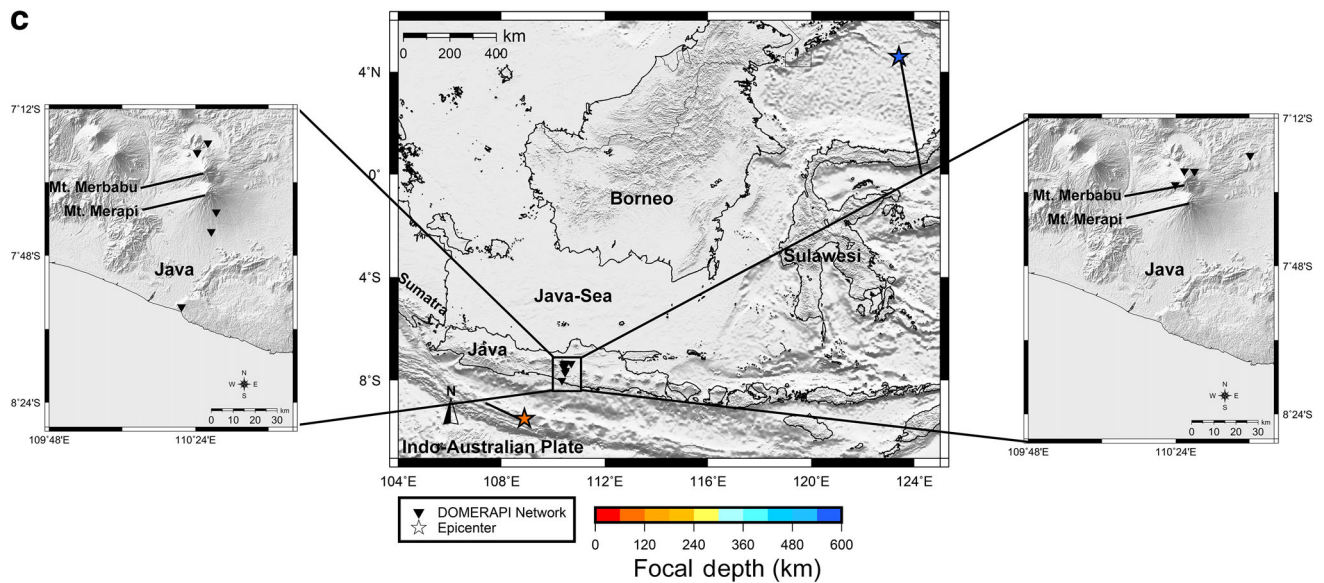 c
km
0 200 400
4°N
0°
4°S
8°S
104°E 108°E 112°E 116°E 120°E 124°E
Borneo
Sulawesi
Java-Sea
Sumatra
Java
N
Indo-Australian Plate
7°12'S
Mt. Merbabu
Mt. Merapi
7°48'S
Java
N
W E
S
8°24'S
km
0 10 20 30
109°48'E 110°24'E
7°12'S
Mt. Merbabu
Mt. Merapi
Java
7°48'S
N
W E
S
km
0 10 20 30
8°24'S
109°48'E 110°24'E
DOMERAPI Network
Epicenter
0 120 240 360 480 600
Focal depth (km)